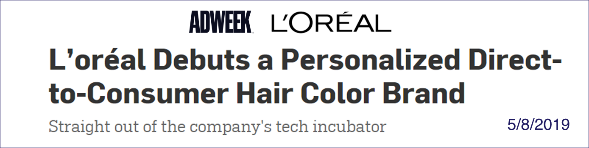 ADWEEK L'ORÉAL
L'oréal Debuts a Personalized Direct-
to-Consumer Hair Color Brand
Straight out of the company's tech incubator 5/8/2019